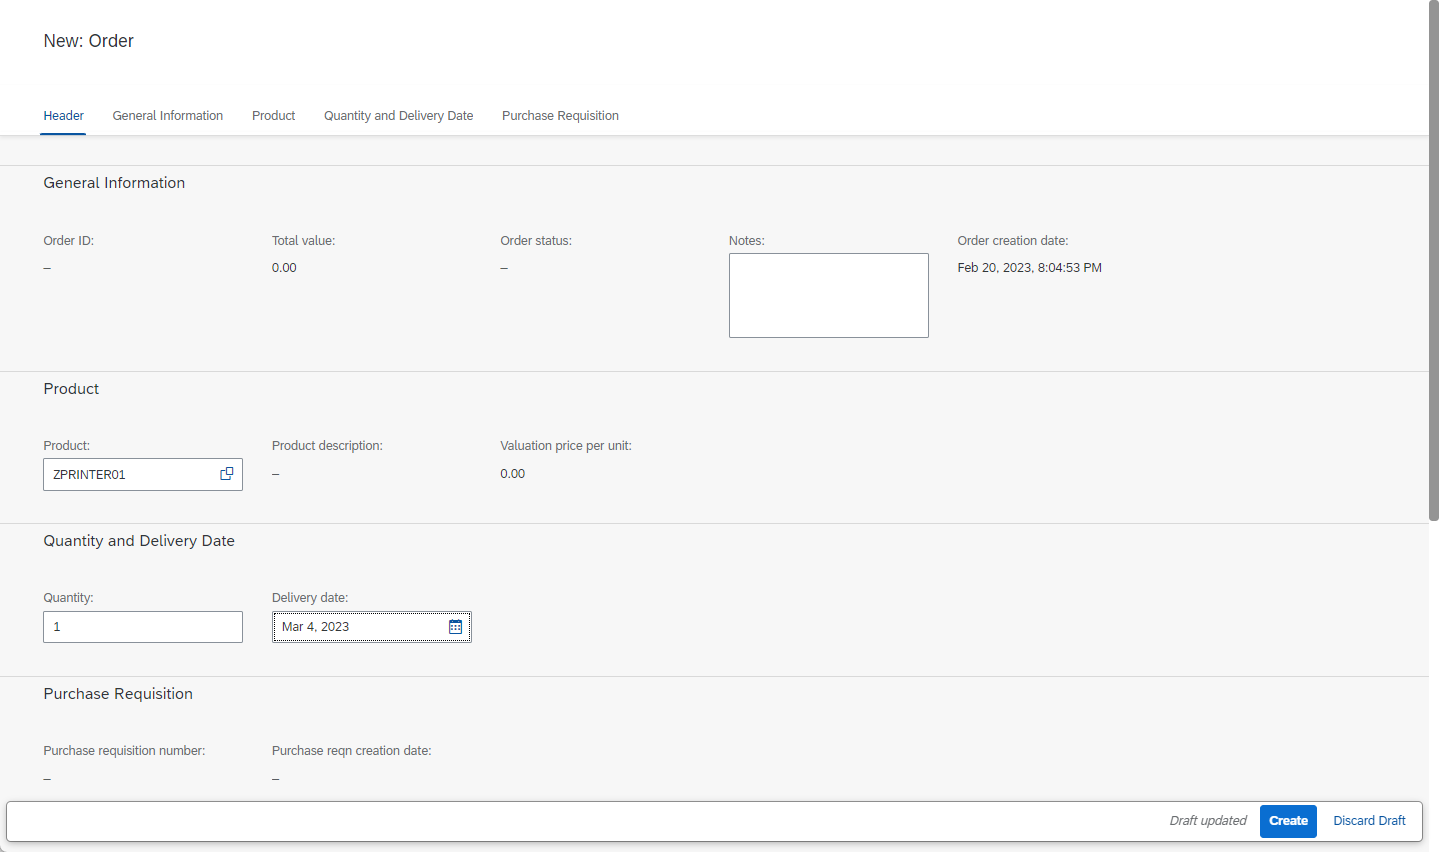 New: Order
Header General Information Product Quantity and Delivery Date Purchase Requisition
General Information
Order ID: Total value: Order status: Notes: Order creation date:
– 0.00 – Feb 20, 2023, 8:04:53 PM
Product
Product: Product description: Valuation price per unit:
ZPRINTER01 – 0.00
Quantity and Delivery Date
Quantity: Delivery date:
1 Mar 4, 2023
Purchase Requisition
Purchase requisition number: Purchase reqn creation date:
– –
Draft updated Create Discard Draft